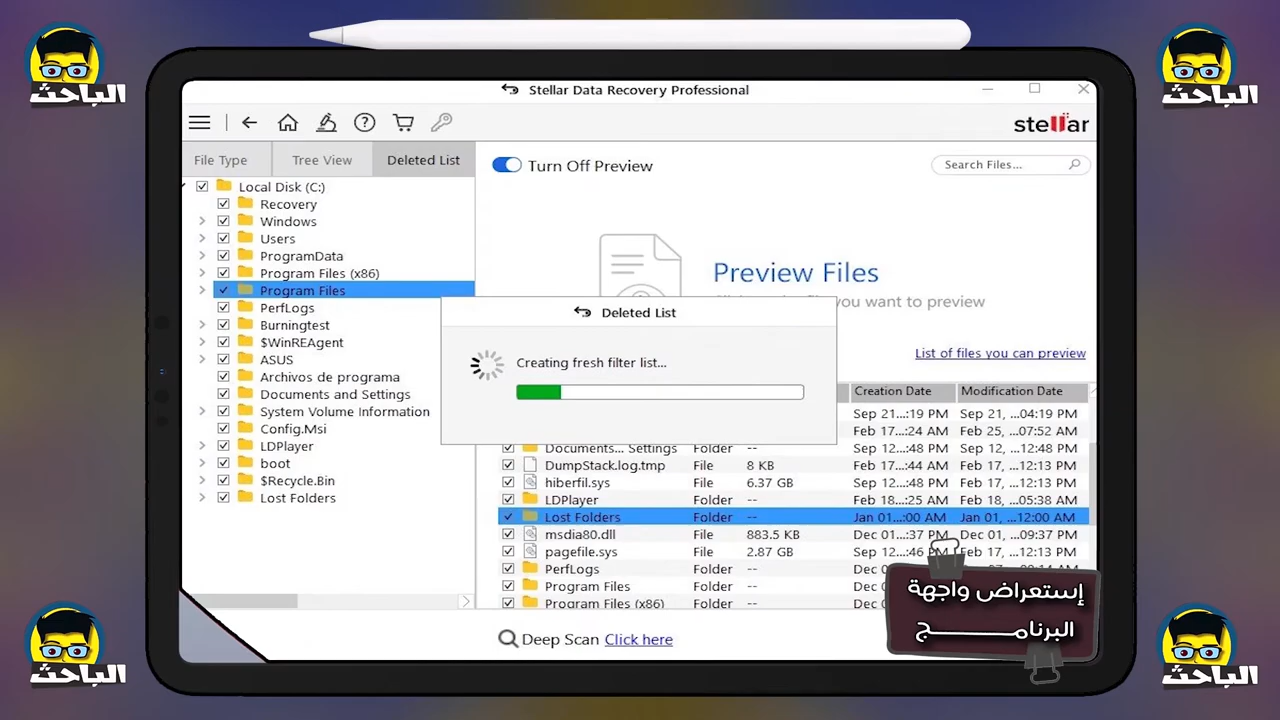 الباحث
الباحث
Stellar Data Recovery Professional
stellar
File Type
Tree View
Deleted List
Turn Off Preview
Search Files...
Local Disk (C:)
Recovery
Windows
Users
ProgramData
Program Files (x86)
Program Files
PerfLogs
Burningtest
$WinREAgent
ASUS
Archivos de programa
Documents and Settings
System Volume Information
Config.Msi
LDPlayer
boot
$Recycle.Bin
Lost Folders
Preview Files
you want to preview
Deleted List
Creating fresh filter list...
List of files you can preview
Creation Date Modification Date
Sep 21...:19 PM Sep 21, ...04:19 PM
Feb 17...:24 AM Feb 25, ...07:52 AM
Documents... Settings Folder -- Sep 12...:48 PM Sep 12, ...12:48 PM
DumpStack.log.tmp File 8 KB Feb 17...:44 AM Feb 17, ...12:13 PM
hiberfil.sys File 6.37 GB Sep 12...:48 PM Feb 17, ...12:13 PM
LDPlayer Folder -- Feb 18...:25 AM Feb 18, ...05:38 AM
Lost Folders Folder -- Jan 01...:00 AM Jan 01, ...12:00 AM
msdia80.dll File 883.5 KB Dec 01...:37 PM Dec 01, ...09:37 PM
pagefile.sys File 2.87 GB Sep 12...:46 PM Feb 17, ...12:13 PM
PerfLogs Folder -- Dec
Program Files Folder -- Dec
Program Files (x86) Folder -- Dec
إستعراض واجهة
البرنامـــــــج
Deep Scan Click here
الباحث
الباحث